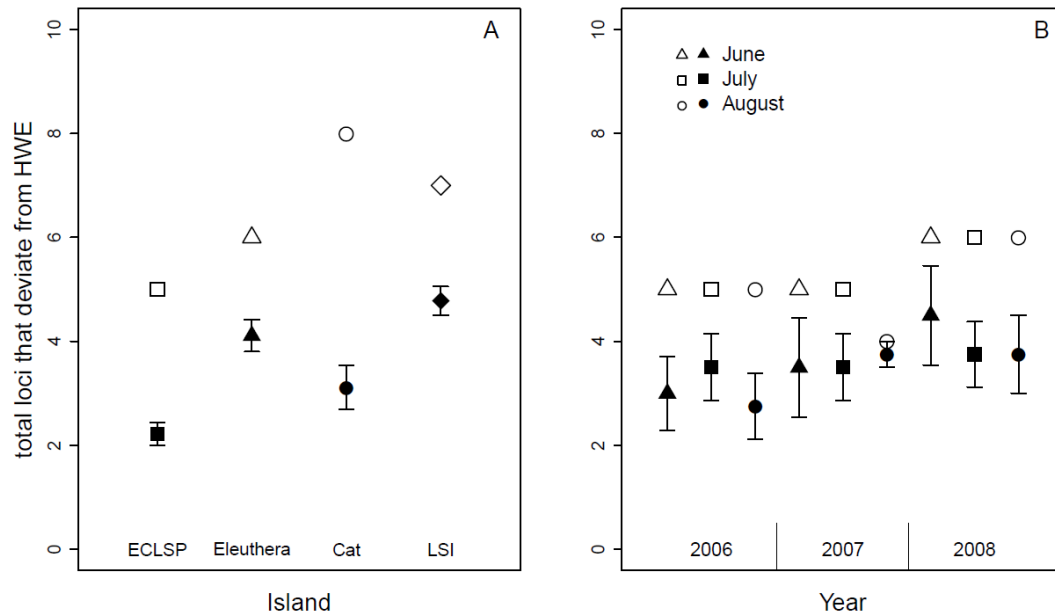 total loci that deviate from HWE
10
8
6
4
2
0
A
ECLSP Eleuthera Cat LSI
Island
10
8
6
4
2
0
B
June
July
August
2006 2007 2008
Year